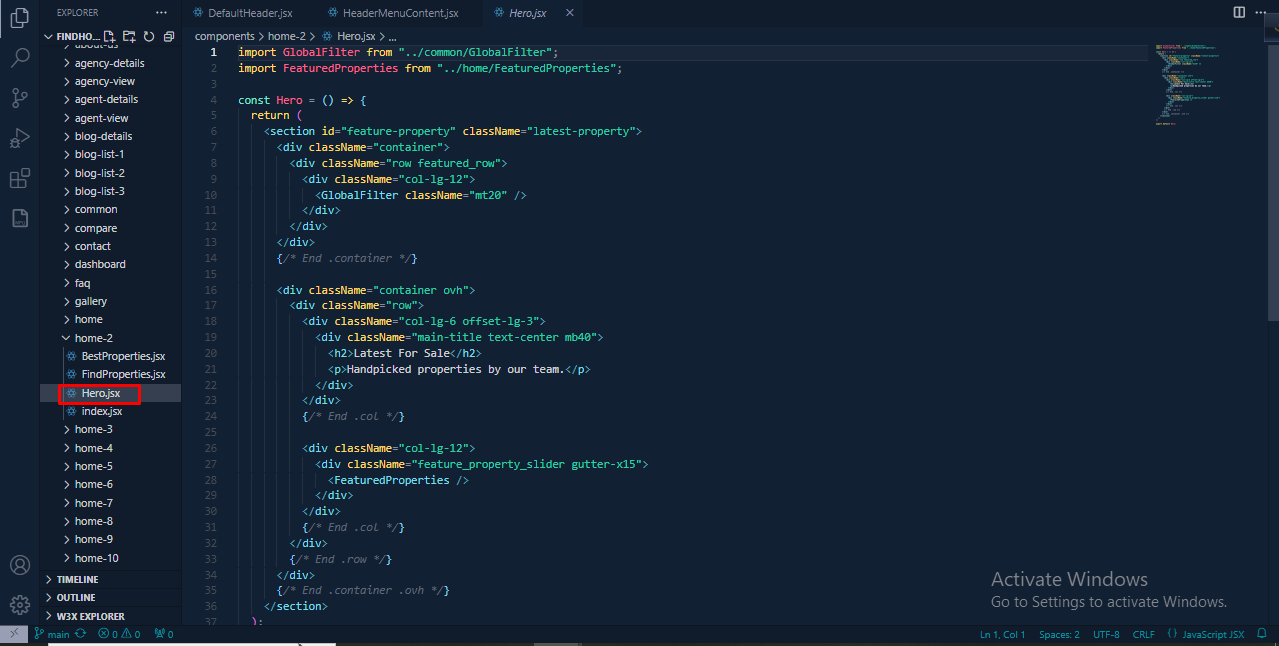 EXPLORER
FINDHO...
about-us
agency-details
agency-view
agent-details
agent-view
blog-details
blog-list-1
blog-list-2
blog-list-3
common
compare
contact
dashboard
faq
gallery
home
home-2
BestProperties.jsx
FindProperties.jsx
Hero.jsx
index.jsx
home-3
home-4
home-5
home-6
home-7
home-8
home-9
home-10
TIMELINE
OUTLINE
W3X EXPLORER
DefaultHeader.jsx HeaderMenuContent.jsx Hero.jsx
components > home-2 > Hero.jsx > ...
1 import GlobalFilter from "../common/GlobalFilter";
2 import FeaturedProperties from "../home/FeaturedProperties";
3
4 const Hero = () => {
5 return (
6 <section id="feature-property" className="latest-property">
7 <div className="container">
8 <div className="row featured_row">
9 <div className="col-lg-12">
10 <GlobalFilter className="mt20" />
11 </div>
12 </div>
13 </div>
14 {/* End .container */}
15
16 <div className="container ovh">
17 <div className="row">
18 <div className="col-lg-6 offset-lg-3">
19 <div className="main-title text-center mb40">
20 <h2>Latest For Sale</h2>
21 <p>Handpicked properties by our team.</p>
22 </div>
23 </div>
24 {/* End .col */}
25
26 <div className="col-lg-12">
27 <div className="feature_property_slider gutter-x15">
28 <FeaturedProperties />
29 </div>
30 </div>
31 {/* End .col */}
32 </div>
33 {/* End .row */}
34 </div>
35 {/* End .container .ovh */}
36 </section>
37 );
Activate Windows
Go to Settings to activate Windows.
main 0 0 0 Ln 1, Col 1 Spaces: 2 UTF-8 CRLF {} JavaScript JSX